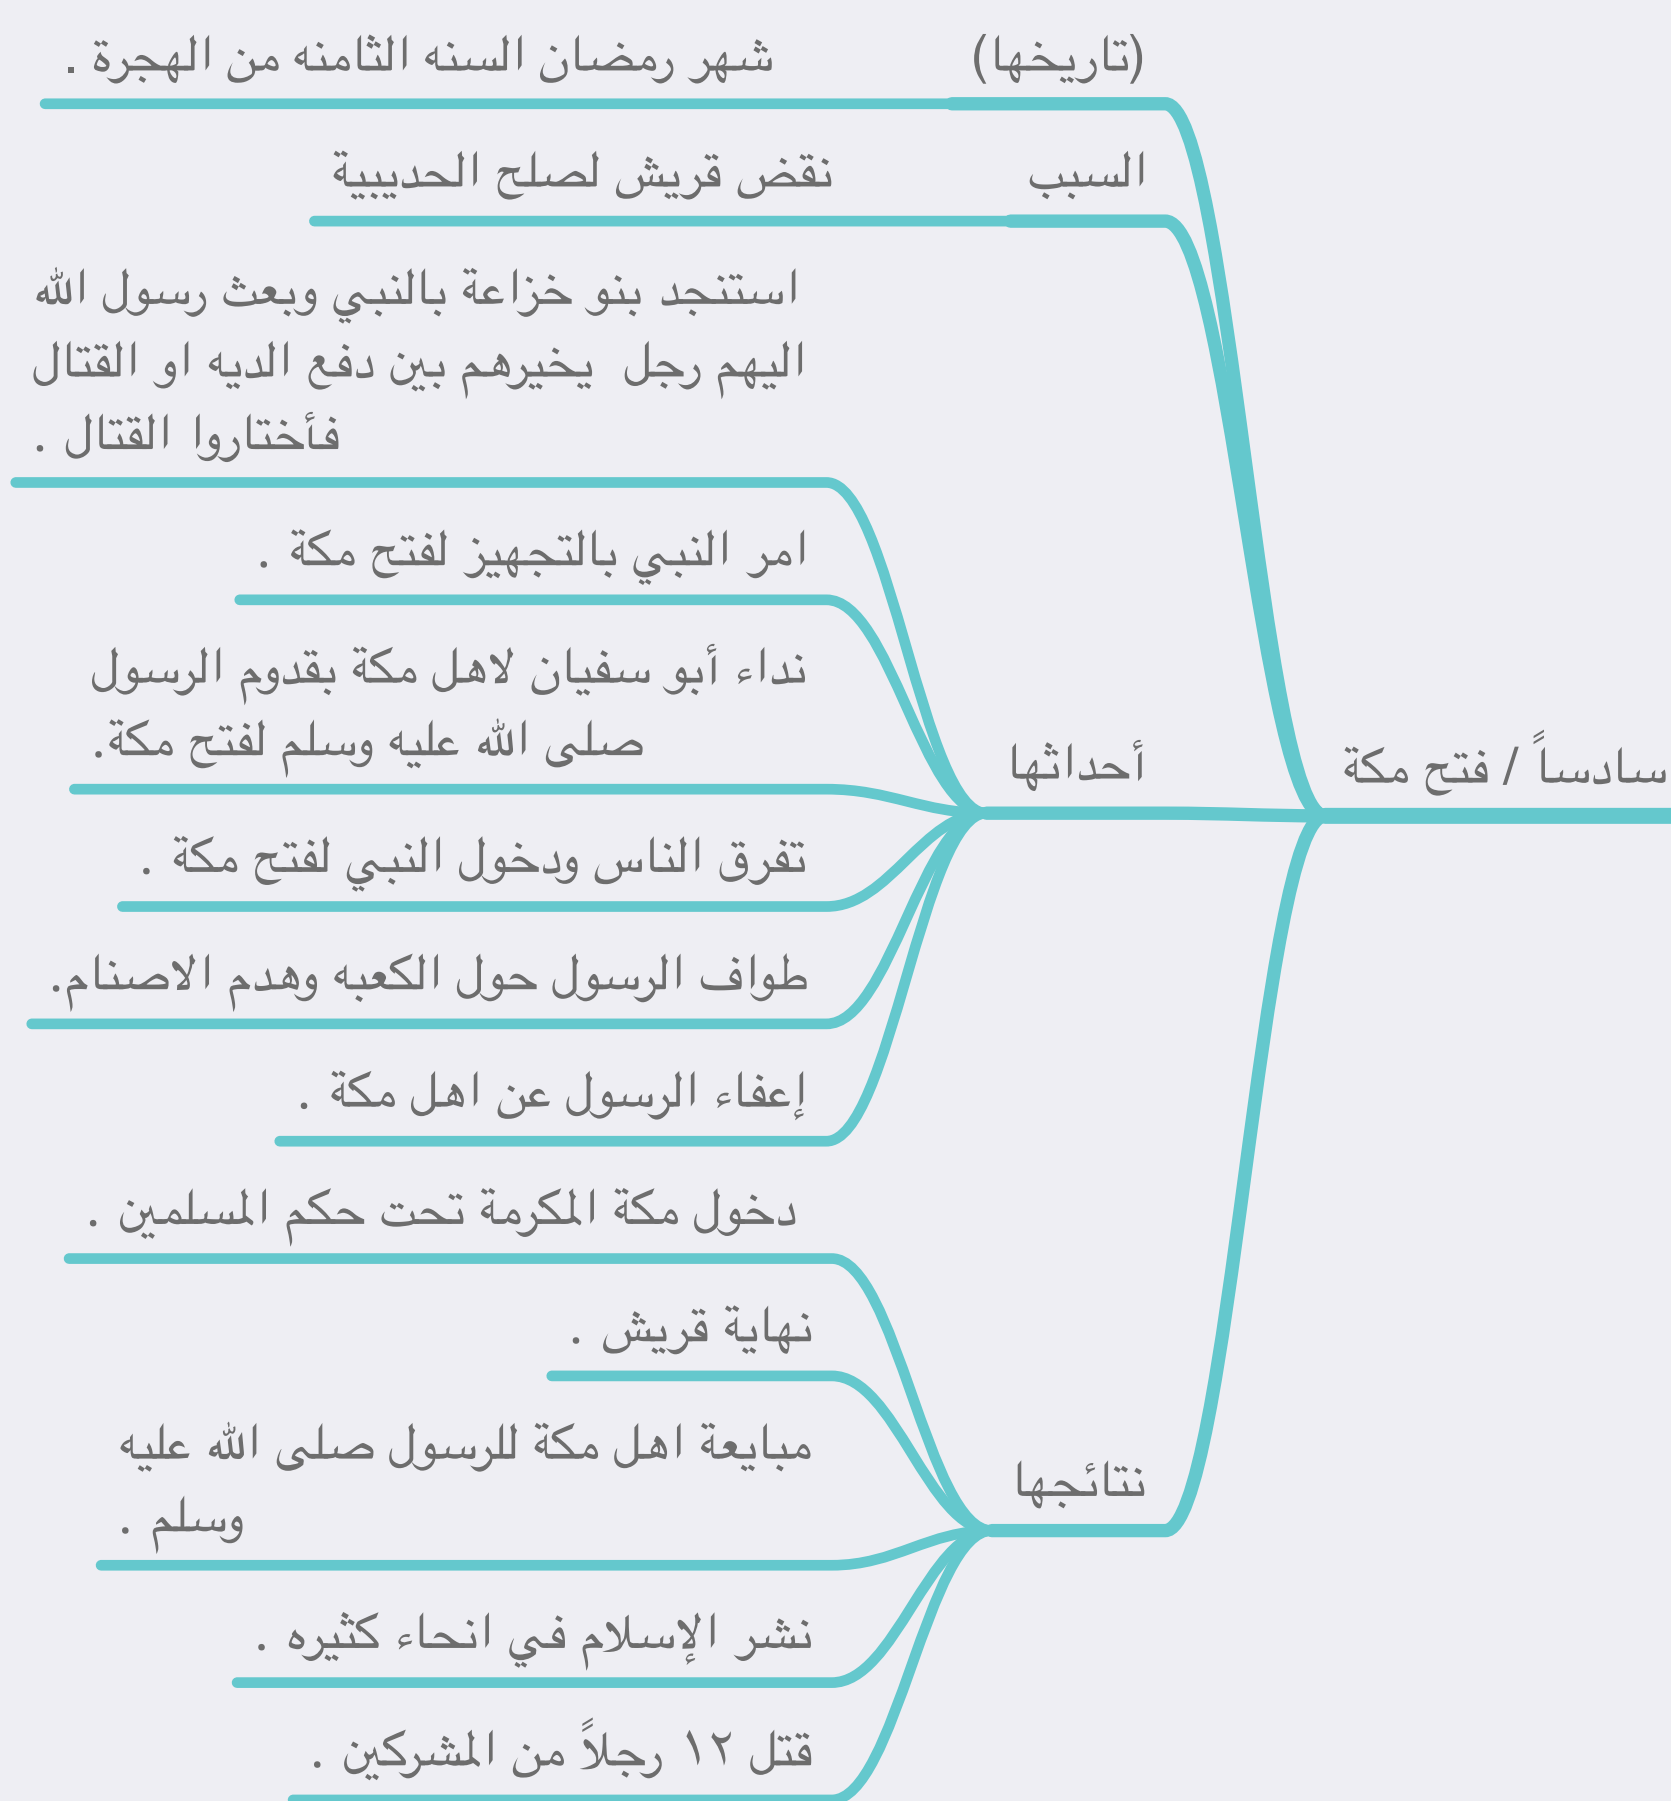 سادساً / فتح مكة
(تاريخها)
شهر رمضان السنه الثامنه من الهجرة .
السبب
نقض قريش لصلح الحديبية
أحداثها
استنجد بنو خزاعة بالنبي وبعث رسول الله
اليهم رجل يخيرهم بين دفع الديه او القتال
فأختاروا القتال .
امر النبي بالتجهيز لفتح مكة .
نداء أبو سفيان لاهل مكة بقدوم الرسول
صلى الله عليه وسلم لفتح مكة.
تفرق الناس ودخول النبي لفتح مكة .
طواف الرسول حول الكعبه وهدم الاصنام.
إعفاء الرسول عن اهل مكة .
نتائجها
دخول مكة المكرمة تحت حكم المسلمين .
نهاية قريش .
مبايعة اهل مكة للرسول صلى الله عليه
وسلم .
نشر الإسلام في انحاء كثيره .
قتل ١٢ رجلاً من المشركين .